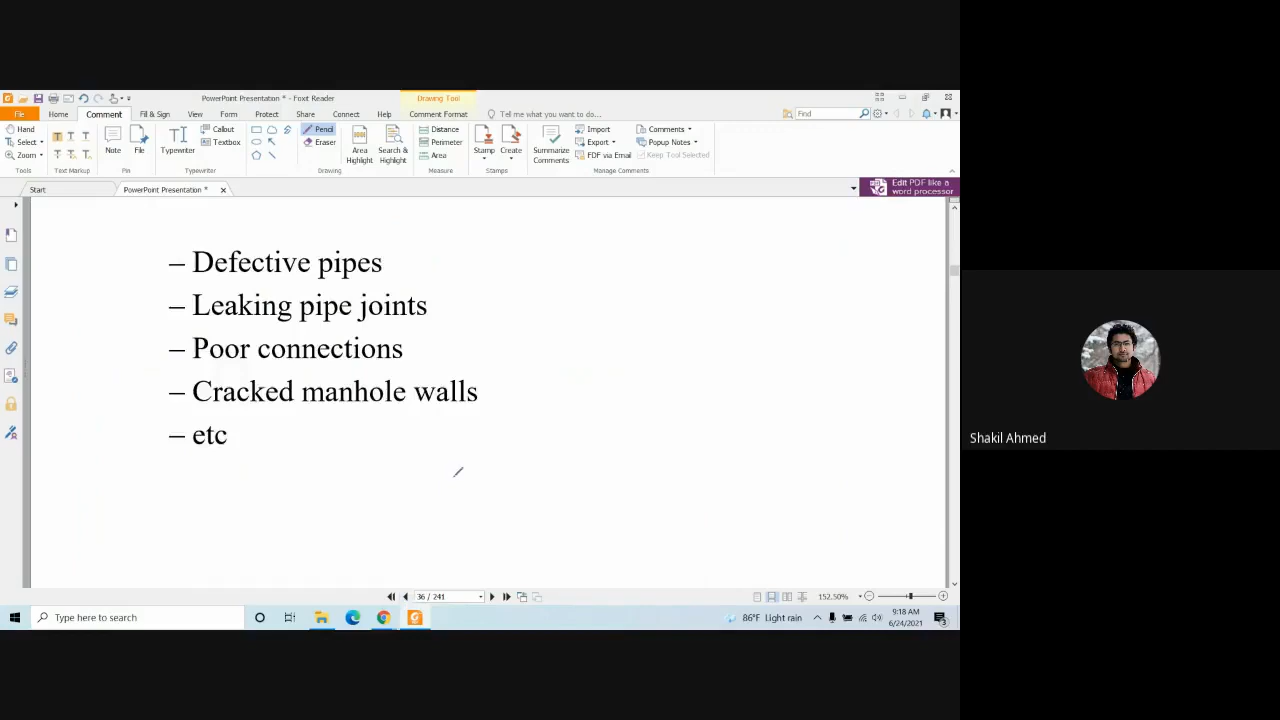 PowerPoint Presentation * - Foxit Reader
Drawing Tool
File Home Comment Fill & Sign View Form Protect Share Connect Help Comment Format Tell me what you want to do... Find
Hand
Select
Zoom
Tools
Text Markup
Note
File
Pin
Typewriter
Callout
Textbox
Typewriter
Pencil
Eraser
Area Highlight
Search & Highlight
Drawing
Distance
Perimeter
Area
Measure
Stamp
Create
Stamps
Summarize Comments
Import
Export
FDF via Email
Comments
Popup Notes
Keep Tool Selected
Manage Comments
Start
PowerPoint Presentation *
Edit PDF like a
word processor
– Defective pipes
– Leaking pipe joints
– Poor connections
– Cracked manhole walls
– etc
Shakil Ahmed
36 / 241
152.50%
Type here to search
86°F Light rain
9:18 AM
6/24/2021
3